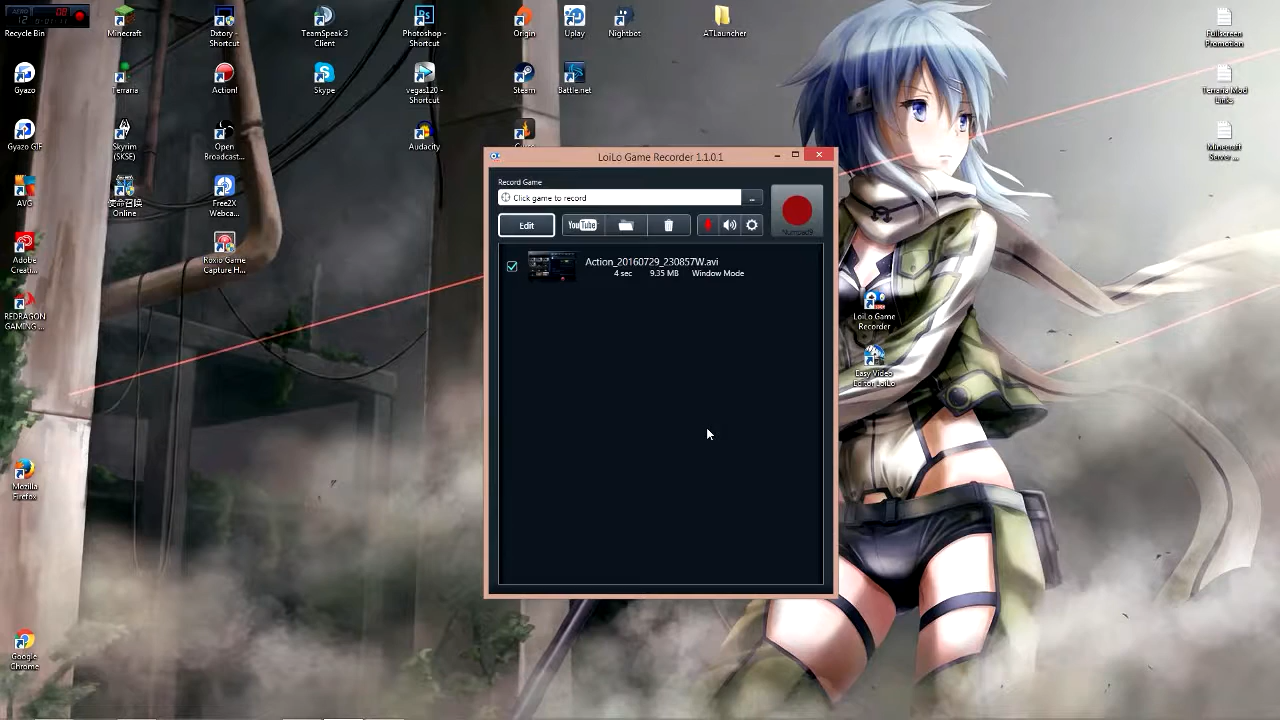 Recycle Bin
Minecraft
Dxtory -
Shortcut
TeamSpeak 3
Client
Photoshop -
Shortcut
Origin
Uplay
Nightbot
ATLauncher
Fullscreen
Promotion
Gyazo
Terraria
Action!
Skype
vegas120 -
Shortcut
Steam
Battle.net
Terraria Mod
Links
Gyazo GIF
Skyrim
(SKSE)
Open
Broadcast...
Audacity
Minecraft
Server ...
AVG
Online
Free2X
Webca...
Adobe
Creati...
Roxio Game
Capture H...
REDRAGON
GAMING ...
Mozilla
Firefox
Google
Chrome
LoiLo Game Recorder 1.1.0.1
Record Game
Click game to record
...
Numpad9
Edit
YouTube
Action_20160729_230857W.avi
4 sec 9.35 MB Window Mode
LoiLo Game
Recorder
Easy Video
Editor LoiLo